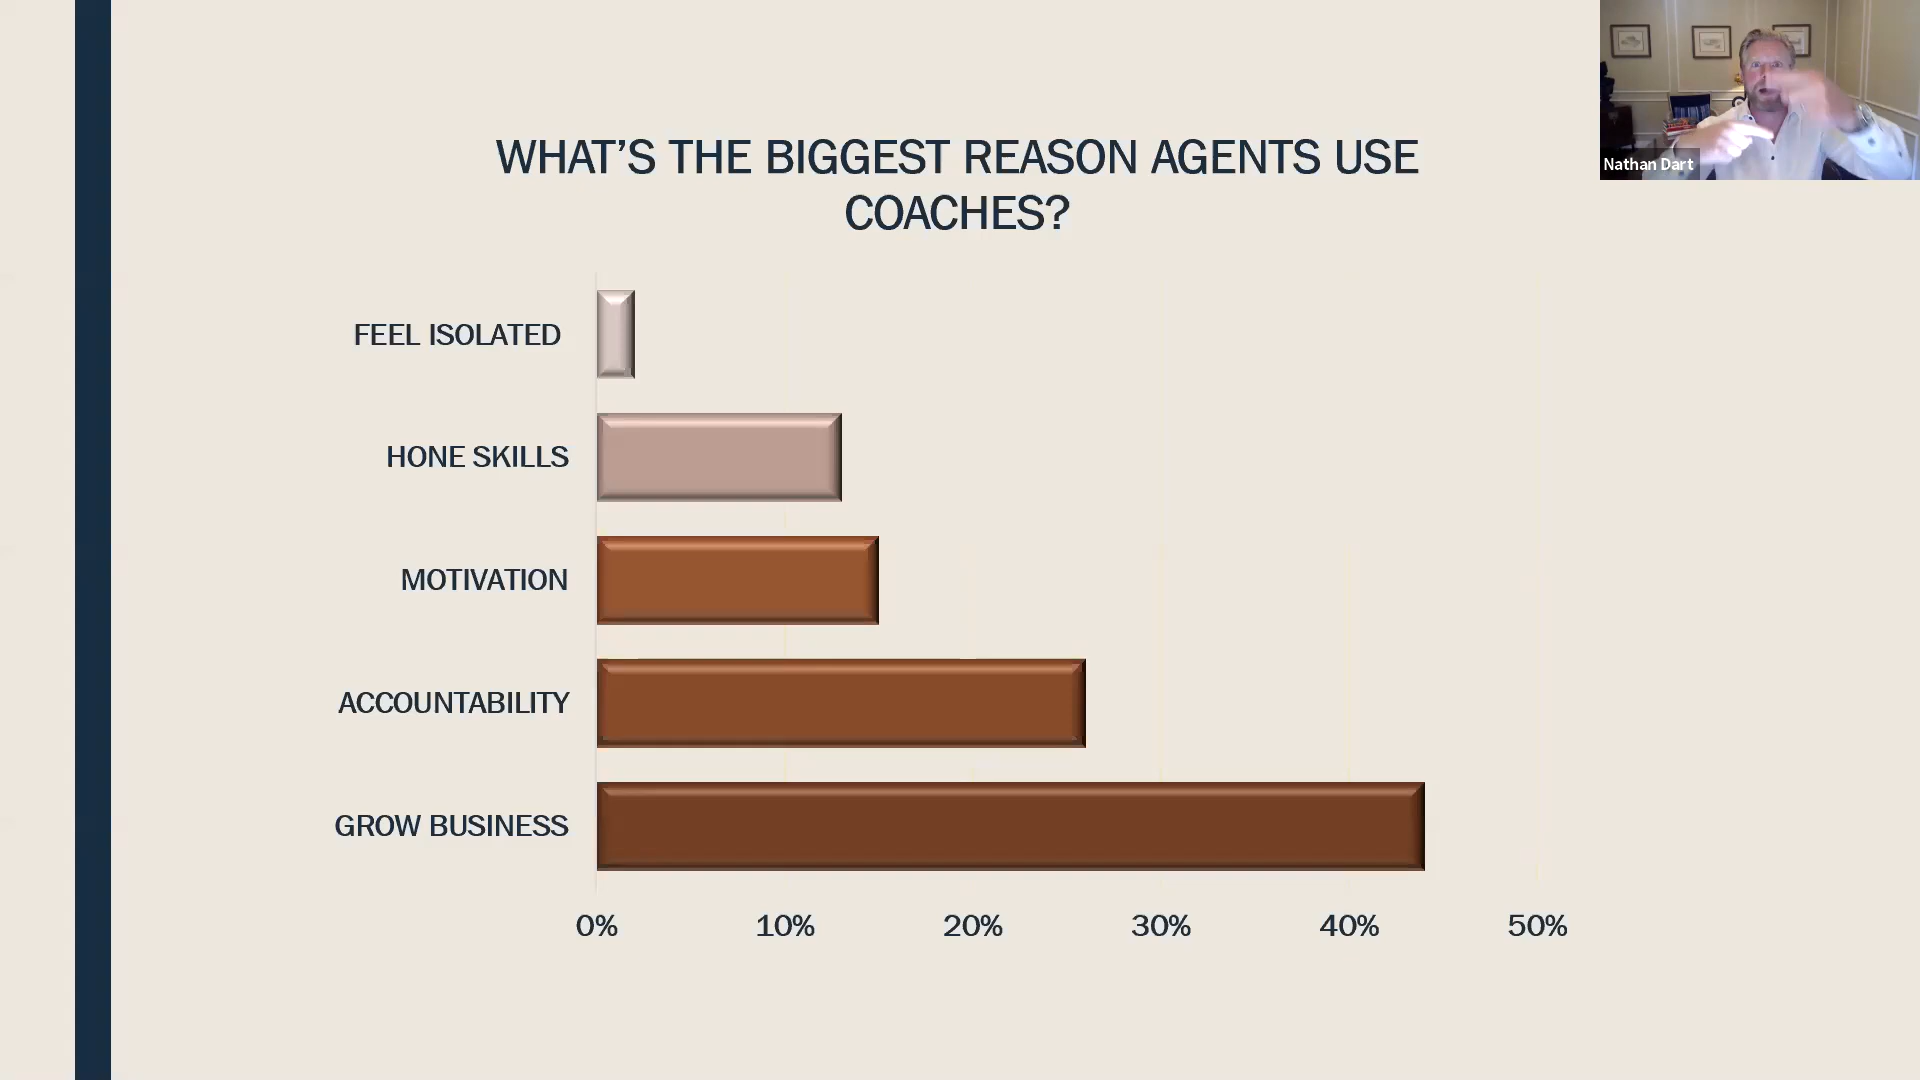 WHAT’S THE BIGGEST REASON AGENTS USE
COACHES?
Nathan Dart
FEEL ISOLATED
HONE SKILLS
MOTIVATION
ACCOUNTABILITY
GROW BUSINESS
0% 10% 20% 30% 40% 50%